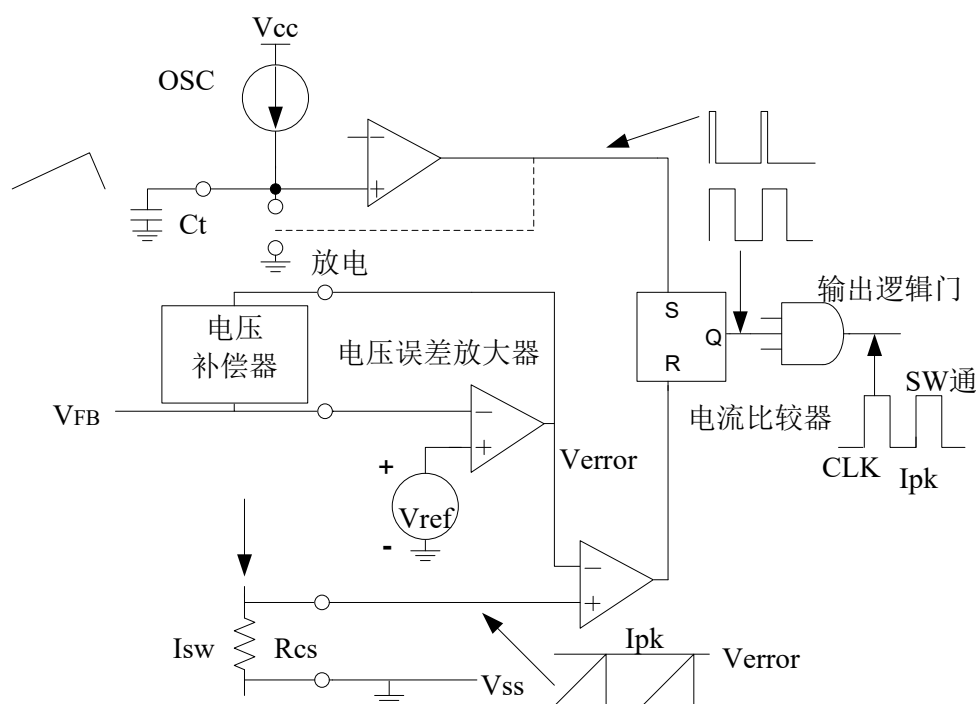 Vcc
OSC
Ct
放电
电压
补偿器
电压误差放大器
VFB
+
Vref
-
Verror
S
R
Q
输出逻辑门
电流比较器
SW通
CLK
Ipk
Isw
Rcs
Vss
Ipk
Verror